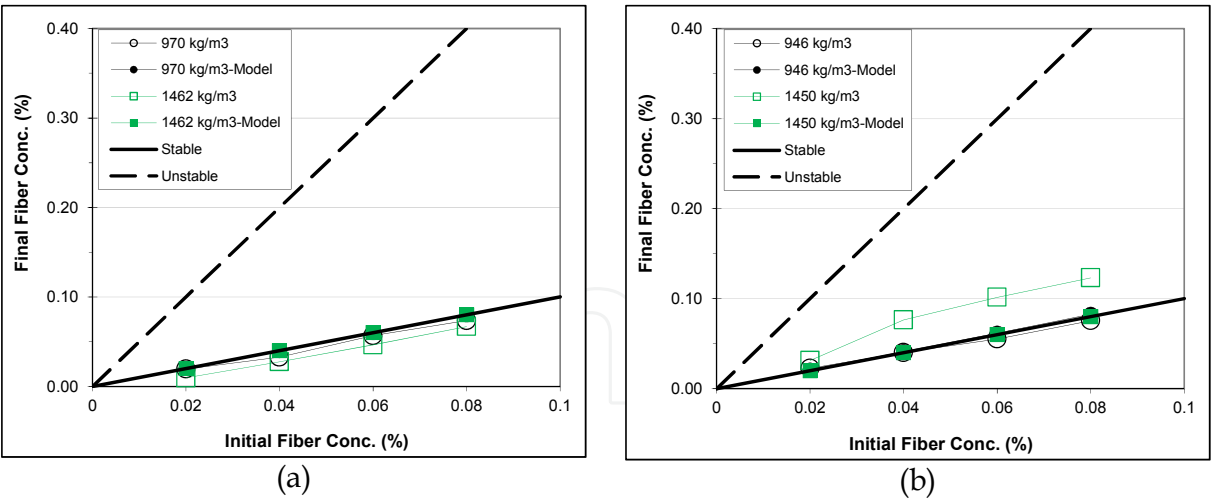 0.40
0.30
0.20
0.10
0.00
Final Fiber Conc. (%)
970 kg/m3
970 kg/m3-Model
1462 kg/m3
1462 kg/m3-Model
Stable
Unstable
0 0.02 0.04 0.06 0.08 0.1
Initial Fiber Conc. (%)
(a)
0.40
0.30
0.20
0.10
0.00
Final Fiber Conc. (%)
946 kg/m3
946 kg/m3-Model
1450 kg/m3
1450 kg/m3-Model
Stable
Unstable
0 0.02 0.04 0.06 0.08 0.1
Initial Fiber Conc. (%)
(b)